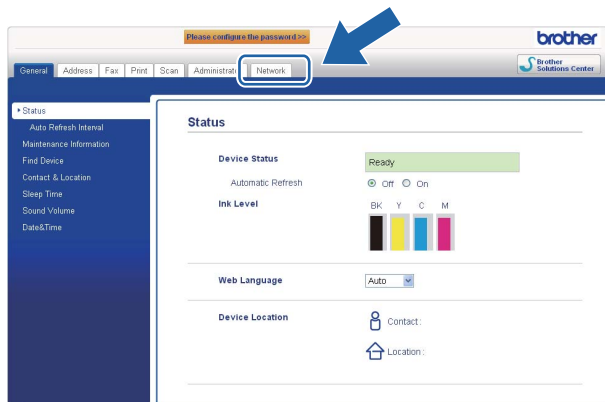 Please configure the password >>
brother
General Address Fax Print Scan Administrator Network
Brother
Solutions Center
Status
Auto Refresh Interval
Maintenance Information
Find Device
Contact & Location
Sleep Time
Sound Volume
Date&Time
Status
Device Status Ready
Automatic Refresh Off On
Ink Level BK Y C M
Web Language Auto
Device Location Contact :
Location :